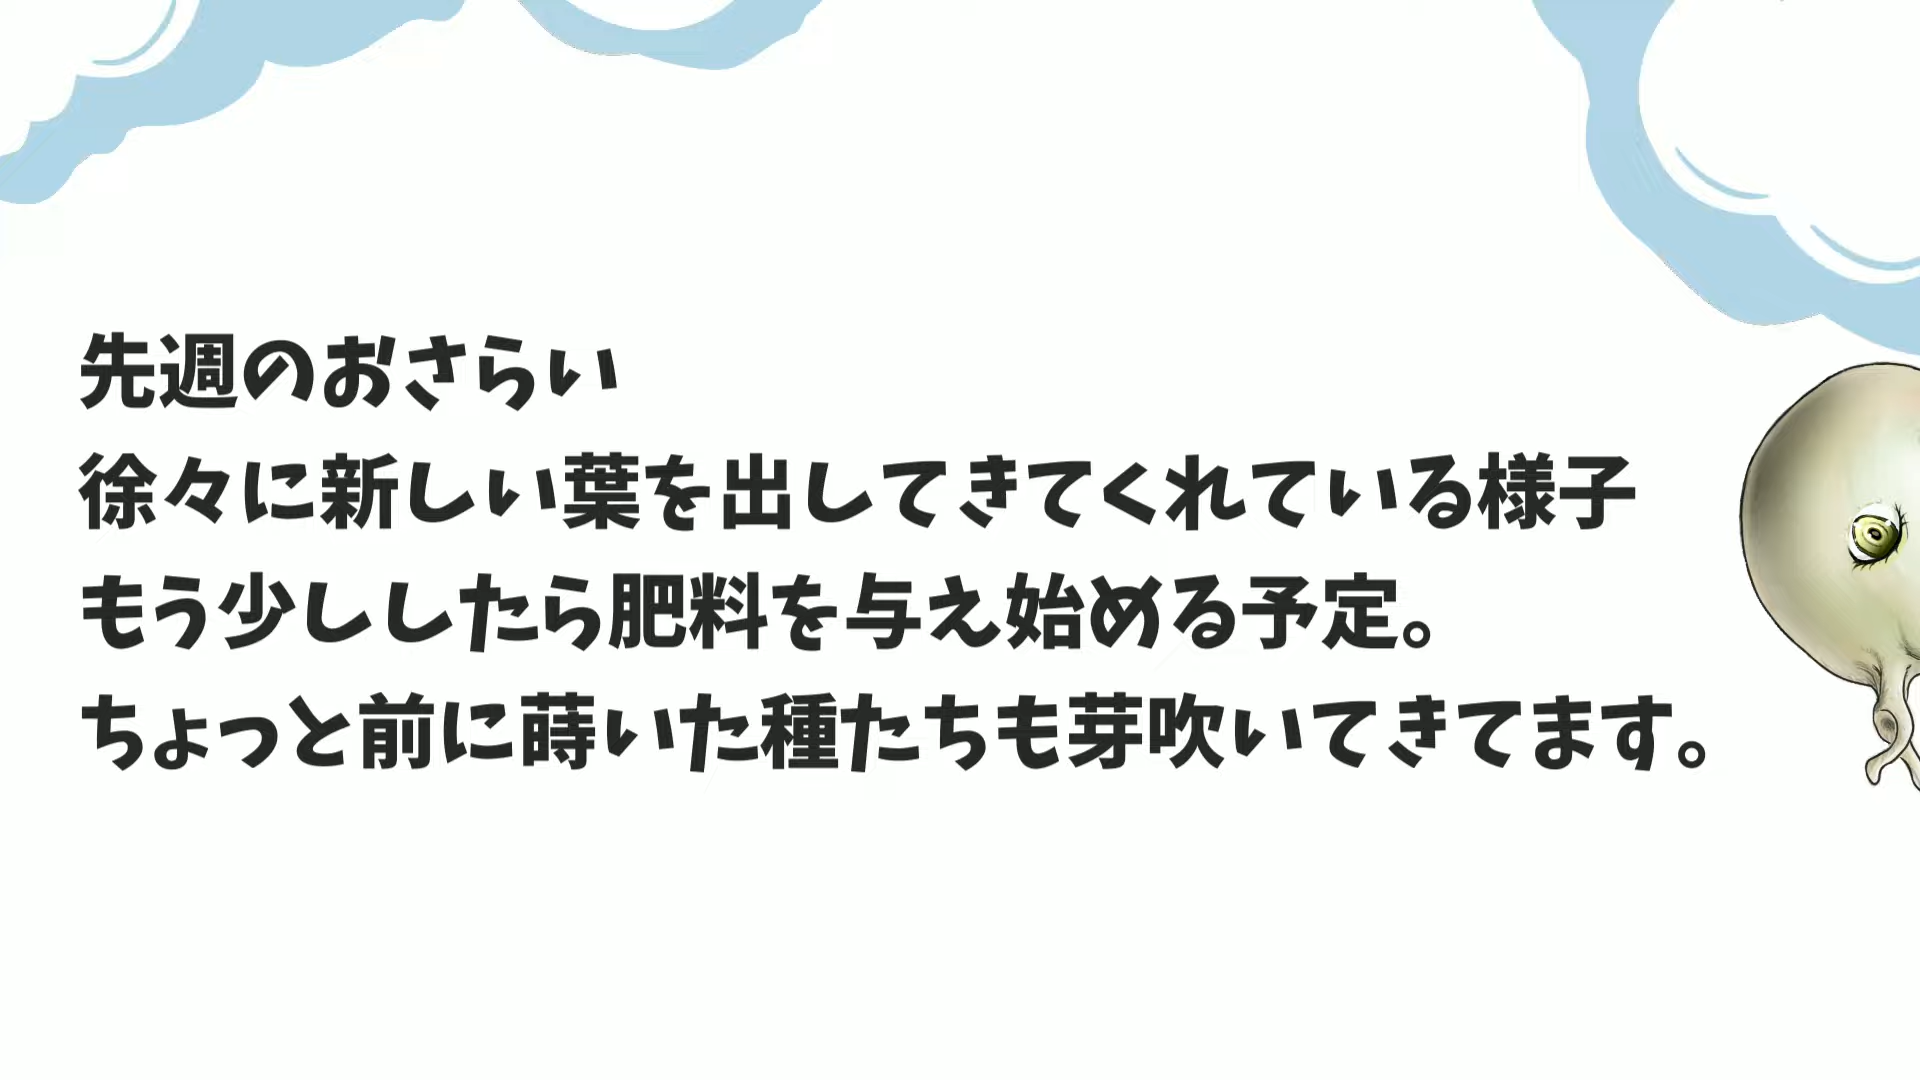 先週のおさらい
徐々に新しい葉を出してきてくれている様子
もう少ししたら肥料を与え始める予定。
ちょっと前に蒔いた種たちも芽吹いてきてます。